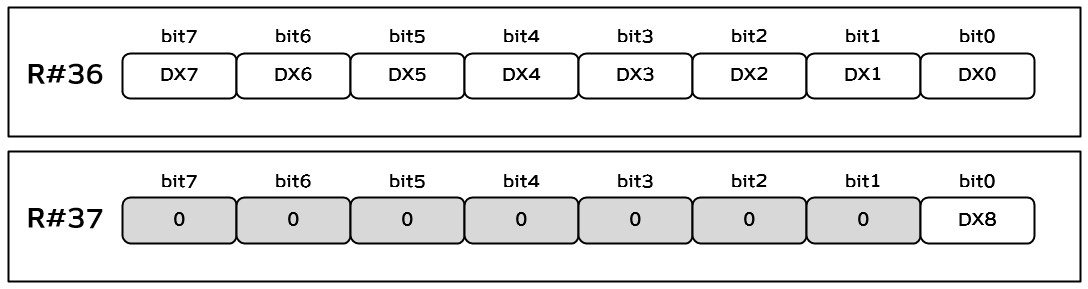 bit7 bit6 bit5 bit4 bit3 bit2 bit1 bit0
R#36 DX7 DX6 DX5 DX4 DX3 DX2 DX1 DX0
bit7 bit6 bit5 bit4 bit3 bit2 bit1 bit0
R#37 0 0 0 0 0 0 0 DX8